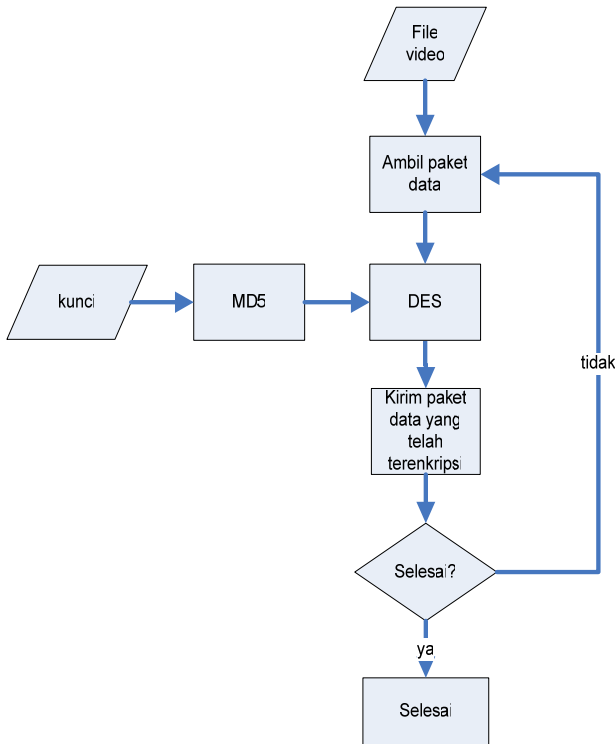 File
video
Ambil paket
data
kunci
MD5
DES
tidak
Kirim paket
data yang
telah
terenkripsi
Selesai?
ya
Selesai